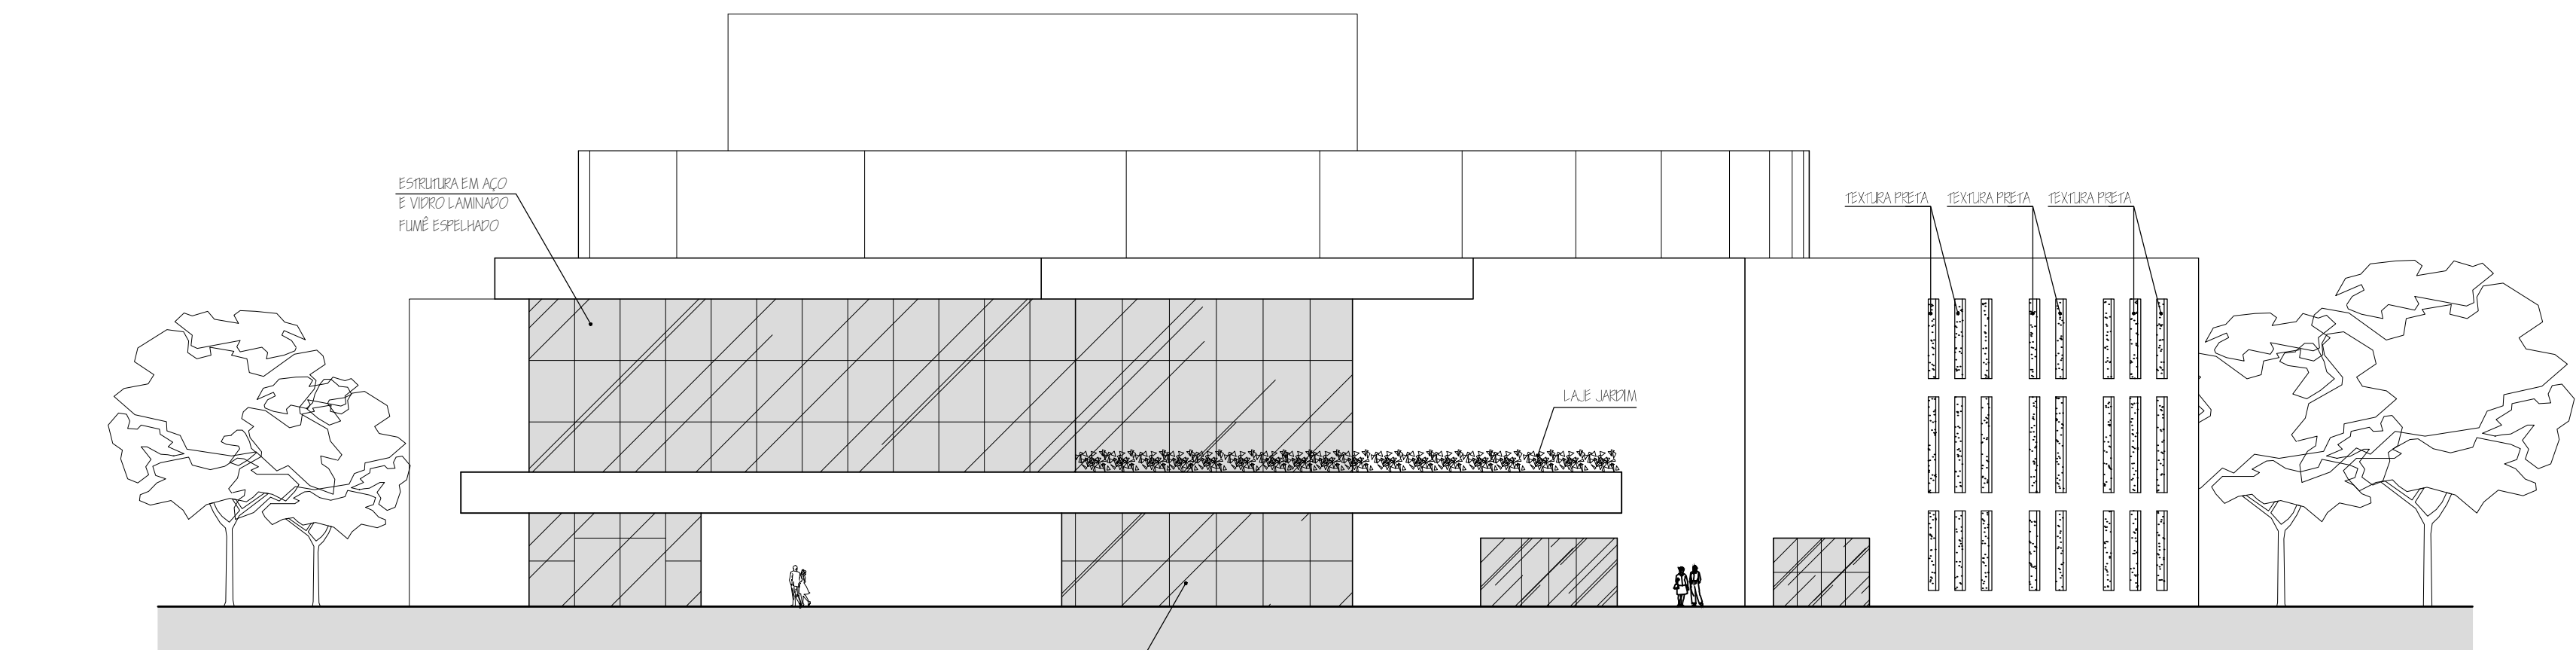 ESTRUTURA EM AÇO
E VIDRO LAMINADO
FUMÊ ESPELHADO
TEXTURA PRETA
TEXTURA PRETA
TEXTURA PRETA
LAJE JARDIM